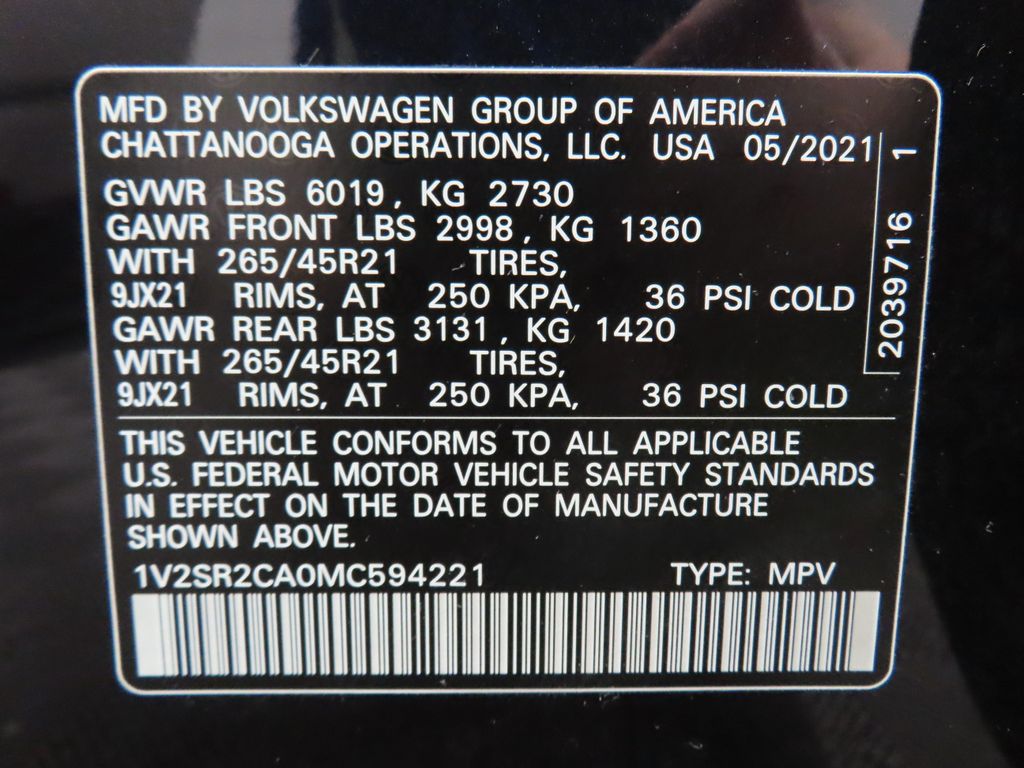 MFD BY VOLKSWAGEN GROUP OF AMERICA
CHATTANOOGA OPERATIONS, LLC. USA 05/2021
GVWR LBS 6019, KG 2730
GAWR FRONT LBS 2998, KG 1360
WITH 265/45R21 TIRES,
9JX21 RIMS, AT 250 KPA, 36 PSI COLD
GAWR REAR LBS 3131, KG 1420
WITH 265/45R21 TIRES,
9JX21 RIMS, AT 250 KPA, 36 PSI COLD
2039716 1
THIS VEHICLE CONFORMS TO ALL APPLICABLE
U.S. FEDERAL MOTOR VEHICLE SAFETY STANDARDS
IN EFFECT ON THE DATE OF MANUFACTURE
SHOWN ABOVE.
1V2SR2CA0MC594221 TYPE: MPV